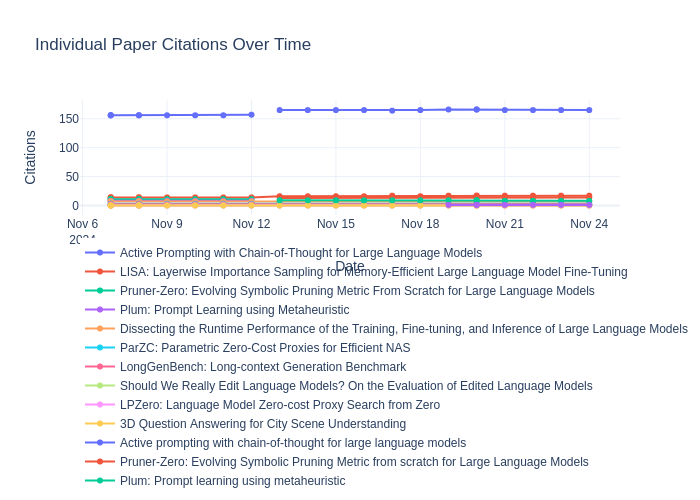 Individual Paper Citations Over Time
Citations
150
100
50
0
Nov 6
Nov 9
Nov 12
Nov 15
Nov 18
Nov 21
Nov 24
2024
Date
Active Prompting with Chain-of-Thought for Large Language Models
LISA: Layerwise Importance Sampling for Memory-Efficient Large Language Model Fine-Tuning
Pruner-Zero: Evolving Symbolic Pruning Metric From Scratch for Large Language Models
Plum: Prompt Learning using Metaheuristic
Dissecting the Runtime Performance of the Training, Fine-tuning, and Inference of Large Language Models
ParZC: Parametric Zero-Cost Proxies for Efficient NAS
LongGenBench: Long-context Generation Benchmark
Should We Really Edit Language Models? On the Evaluation of Edited Language Models
LPZero: Language Model Zero-cost Proxy Search from Zero
3D Question Answering for City Scene Understanding
Active prompting with chain-of-thought for large language models
Pruner-Zero: Evolving Symbolic Pruning Metric from scratch for Large Language Models
Plum: Prompt learning using metaheuristic